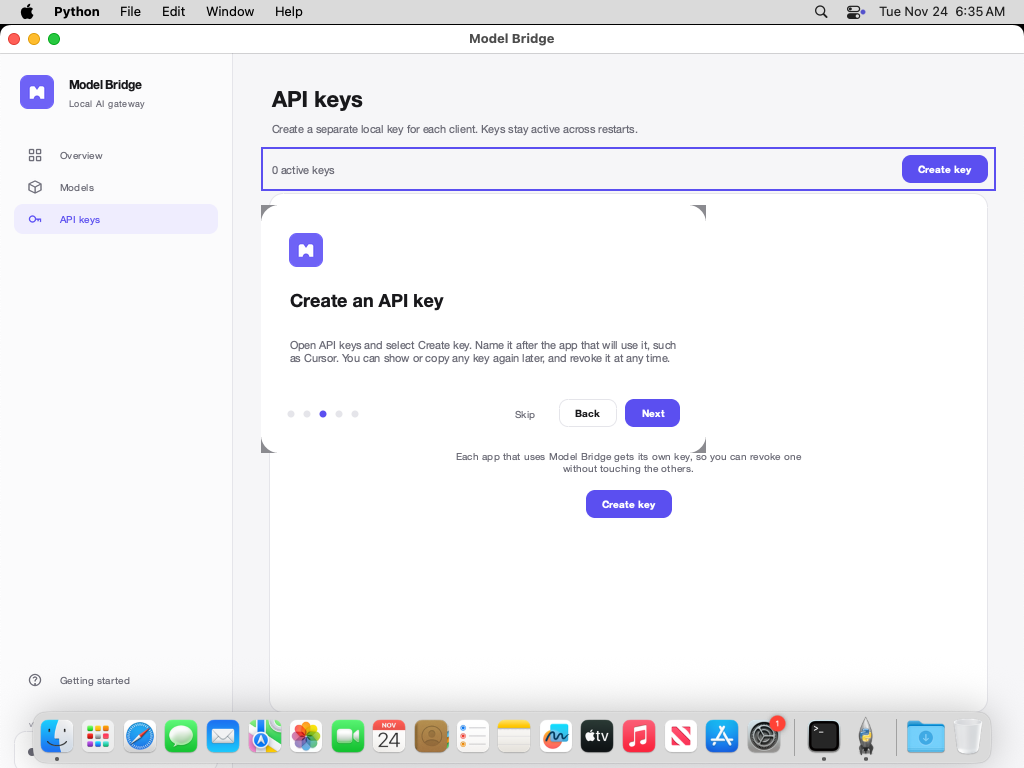 Python File Edit Window Help
Tue Nov 24 6:35 AM
Model Bridge
Model Bridge
Local AI gateway
Overview
Models
API keys
Getting started
API keys
Create a separate local key for each client. Keys stay active across restarts.
0 active keys
Create key
Create an API key
Open API keys and select Create key. Name it after the app that will use it, such
as Cursor. You can show or copy any key again later, and revoke it at any time.
Skip
Back
Next
Each app that uses Model Bridge gets its own key, so you can revoke one
without touching the others.
Create key
NOV
24
tv
1
>_